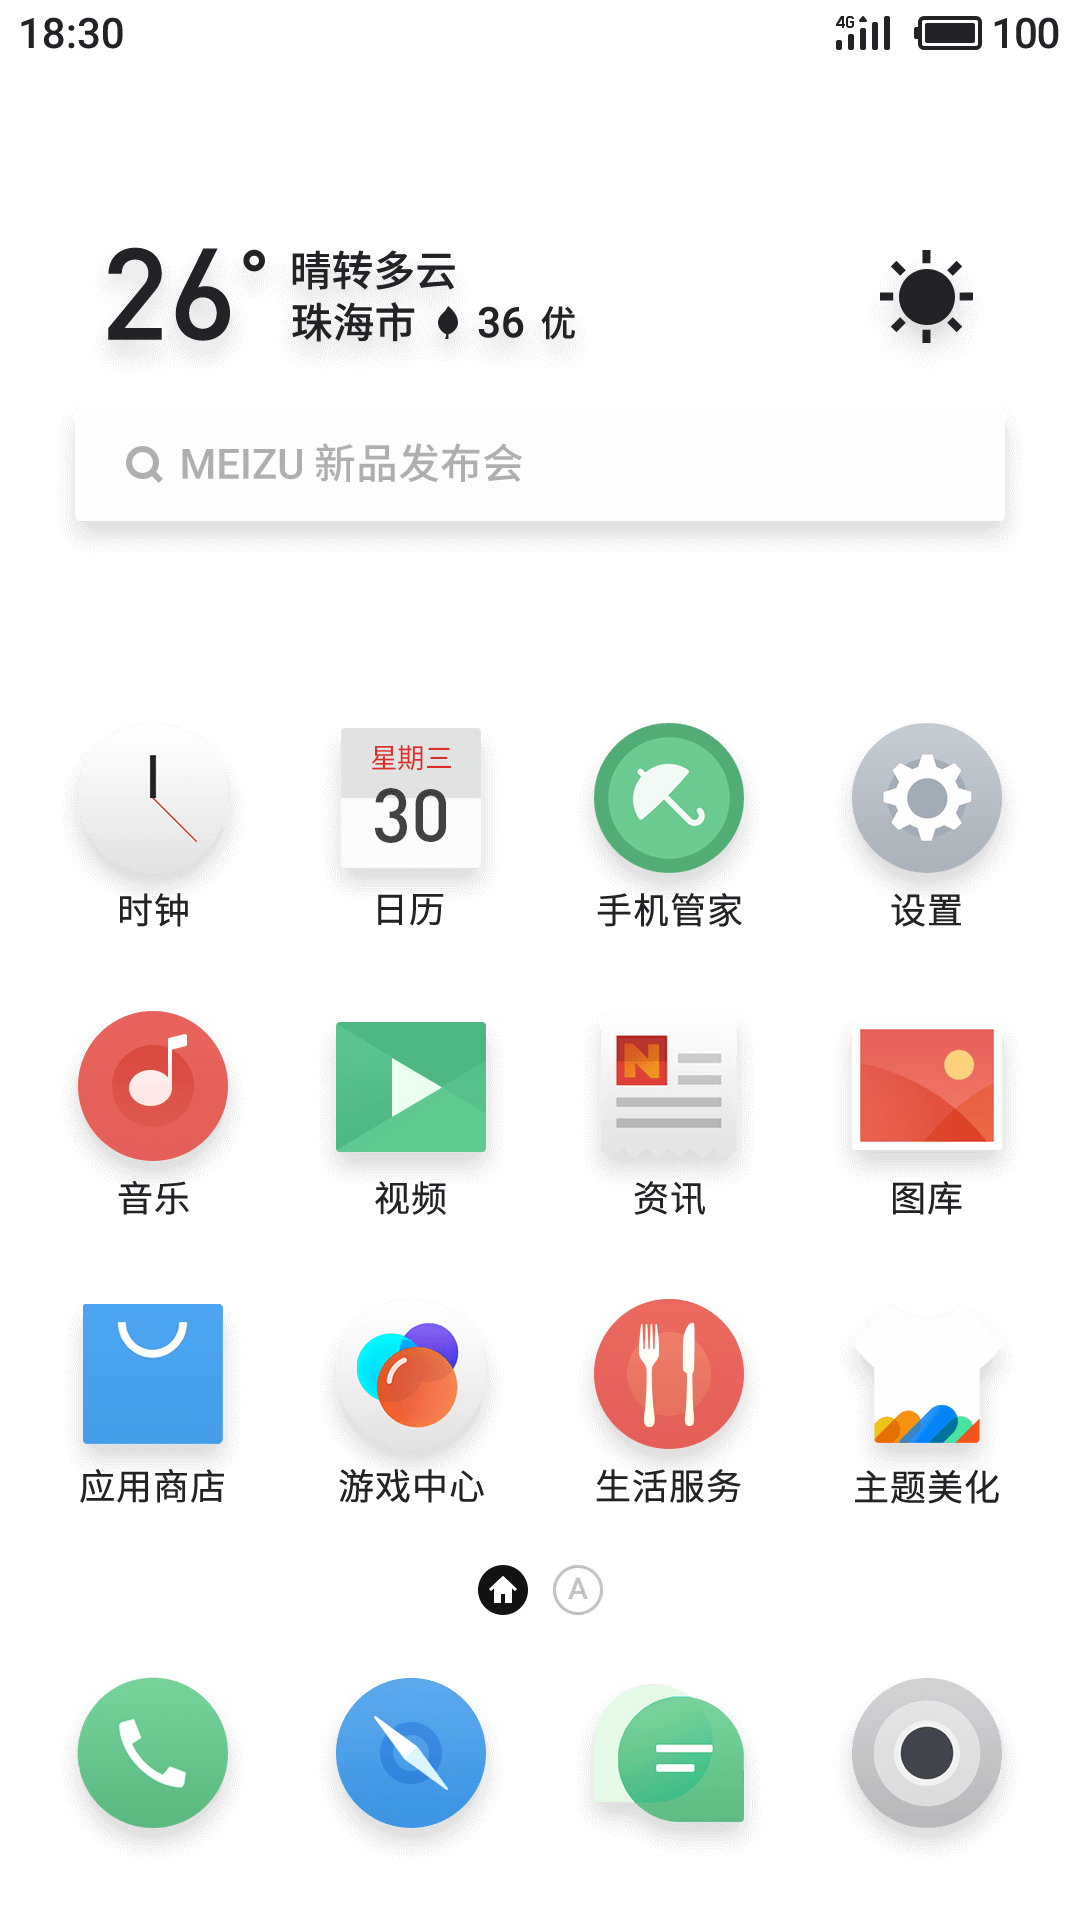 18:30 4G 100
26° 晴转多云
珠海市 36 优
MEIZU 新品发布会
星期三
30
N
时钟 日历 手机管家 设置
音乐 视频 资讯 图库
应用商店 游戏中心 生活服务 主题美化
A